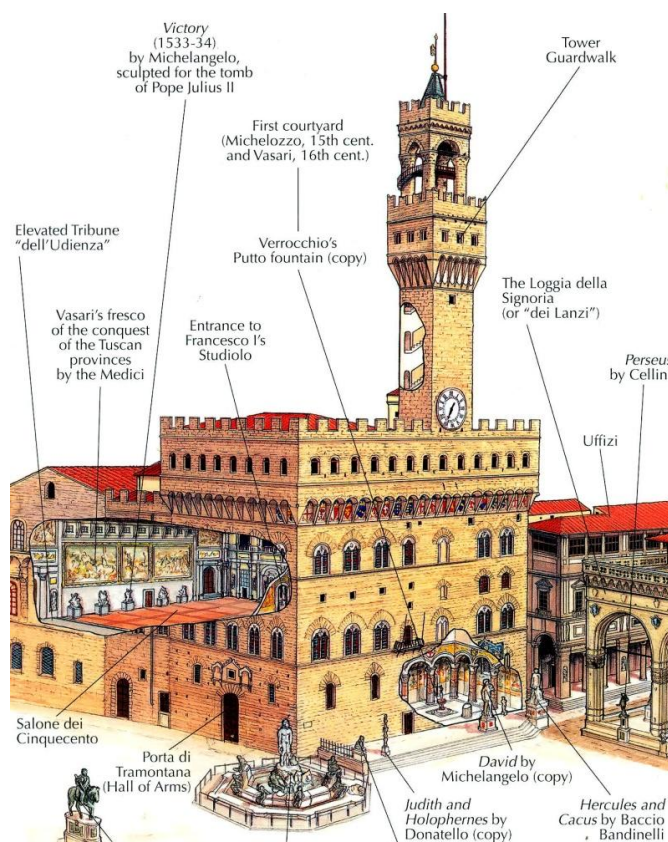 Victory
(1533-34)
by Michelangelo,
sculpted for the tomb
of Pope Julius II
Tower
Guardwalk
First courtyard
(Michelozzo, 15th cent.
and Vasari, 16th cent.)
Elevated Tribune
"dell'Udienza"
Verrocchio's
Putto fountain (copy)
The Loggia della
Signoria
(or "dei Lanzi")
Vasari's fresco
of the conquest
of the Tuscan
provinces
by the Medici
Entrance to
Francesco I's
Studiolo
Perseus
by Cellin
Uffizi
Salone dei
Cinquecento
Porta di
Tramontana
(Hall of Arms)
David by
Michelangelo (copy)
Judith and
Holophernes by
Donatello (copy)
Hercules and
Cacus by Baccio
Bandinelli